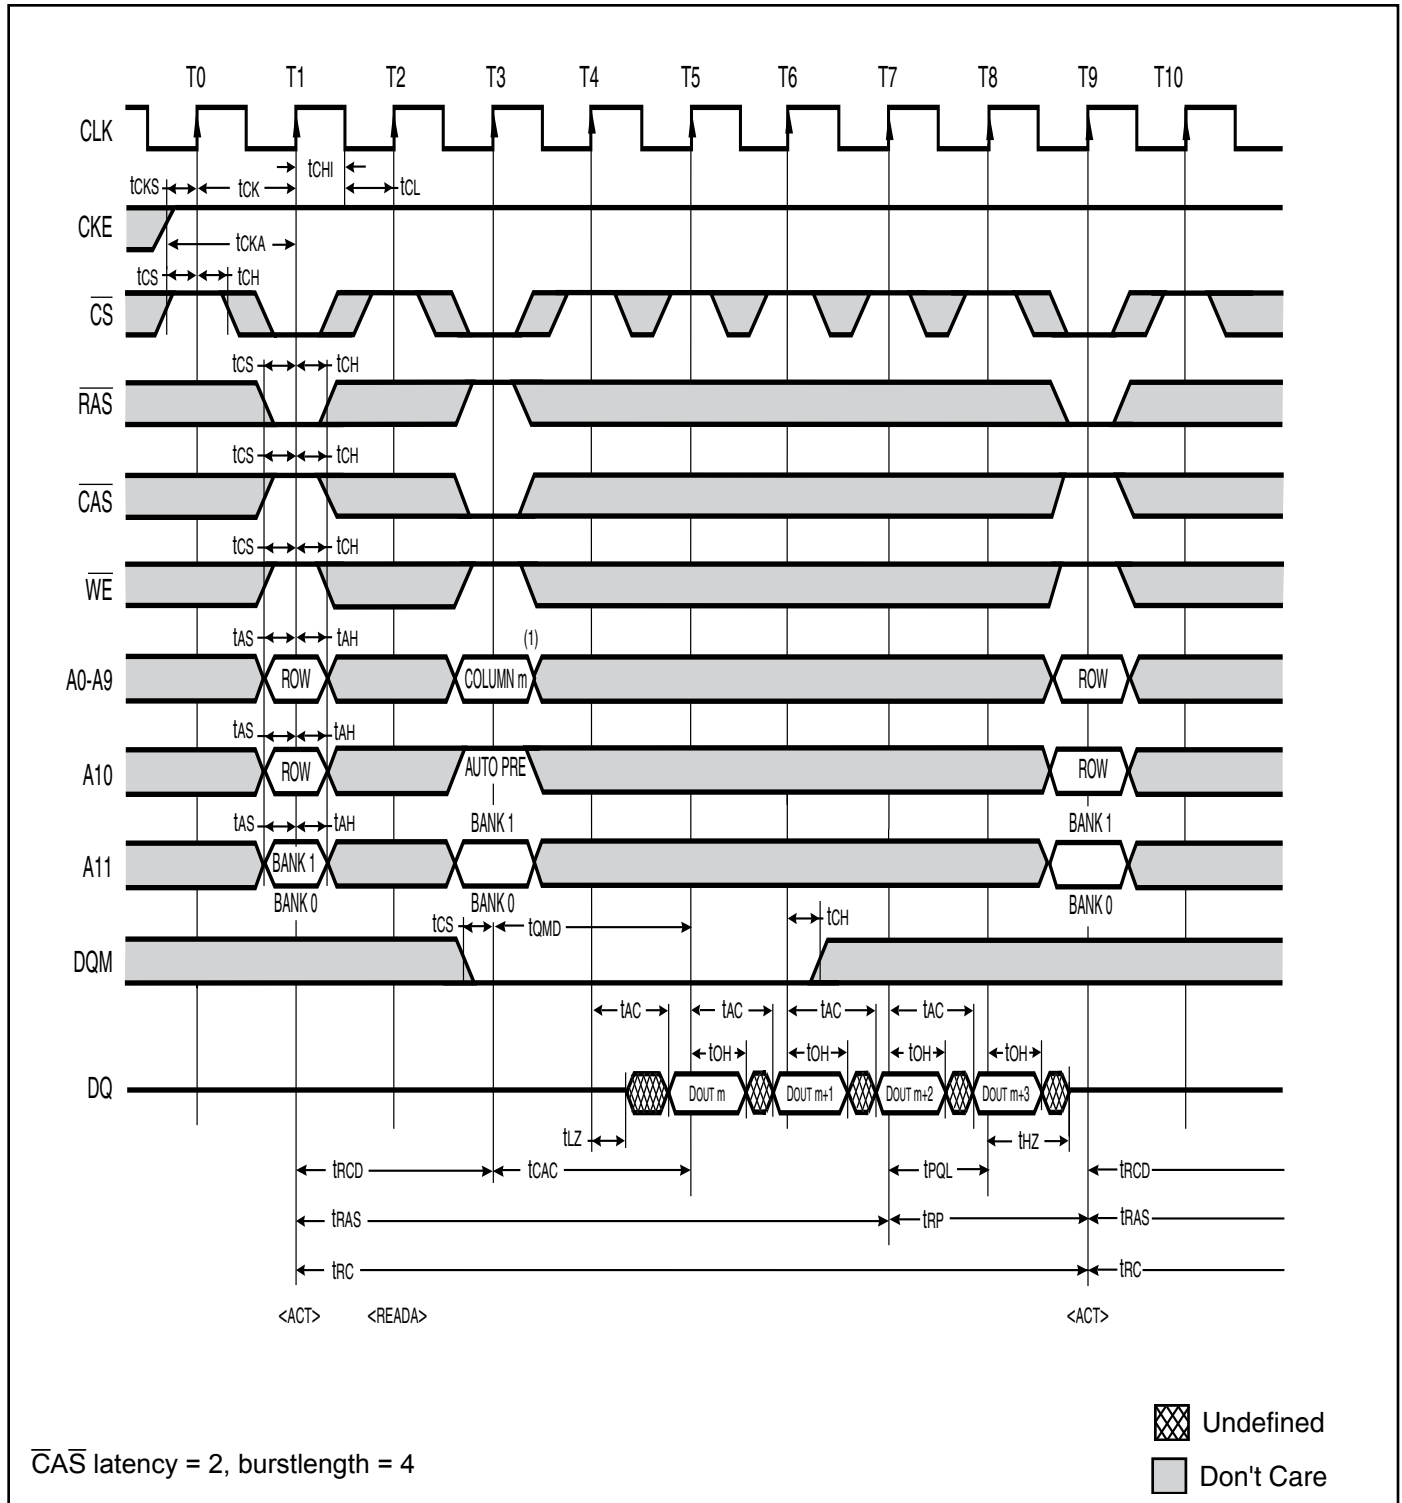 T0 T1 T2 T3 T4 T5 T6 T7 T8 T9 T10
CLK
tCHI
tCKS tCK tCL
CKE
tCKA
tCS tCH
CS
tCS tCH
RAS
tCS tCH
CAS
tCS tCH
WE
tAS tAH (1)
A0-A9 ROW COLUMN m ROW
tAS tAH
A10 ROW AUTO PRE ROW
tAS tAH BANK 1 BANK 1
A11 BANK 1
BANK 0 BANK 0 BANK 0
tCS tQMD tCH
DQM
tAC tAC tAC tAC
tOH tOH tOH tOH
DQ DOUT m DOUT m+1 DOUT m+2 DOUT m+3
tLZ tHZ
tRCD tCAC tPQL tRCD
tRAS tRP tRAS
tRC tRC
<ACT> <READA> <ACT>
Undefined
CAS latency = 2, burstlength = 4
Don't Care